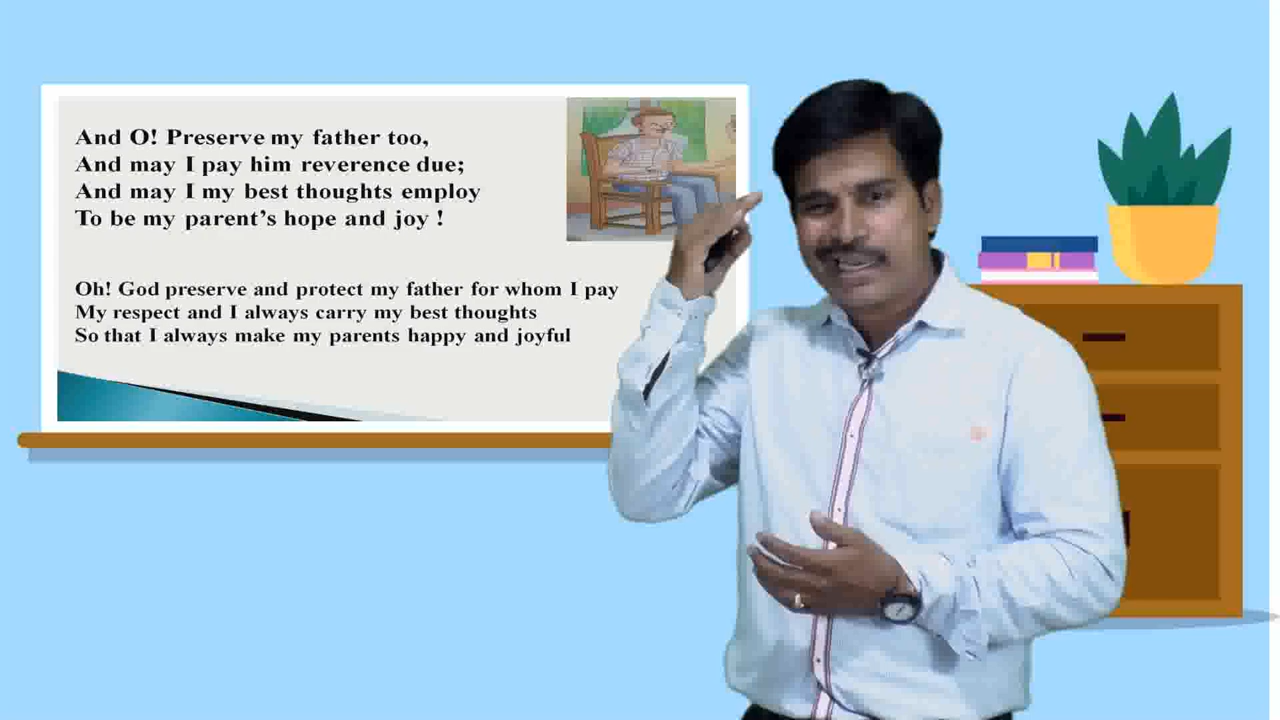 And O! Preserve my father too,
And may I pay him reverence due;
And may I my best thoughts employ
To be my parent’s hope and joy !
Oh! God preserve and protect my father for whom I pay
My respect and I always carry my best thoughts
So that I always make my parents happy and joyful